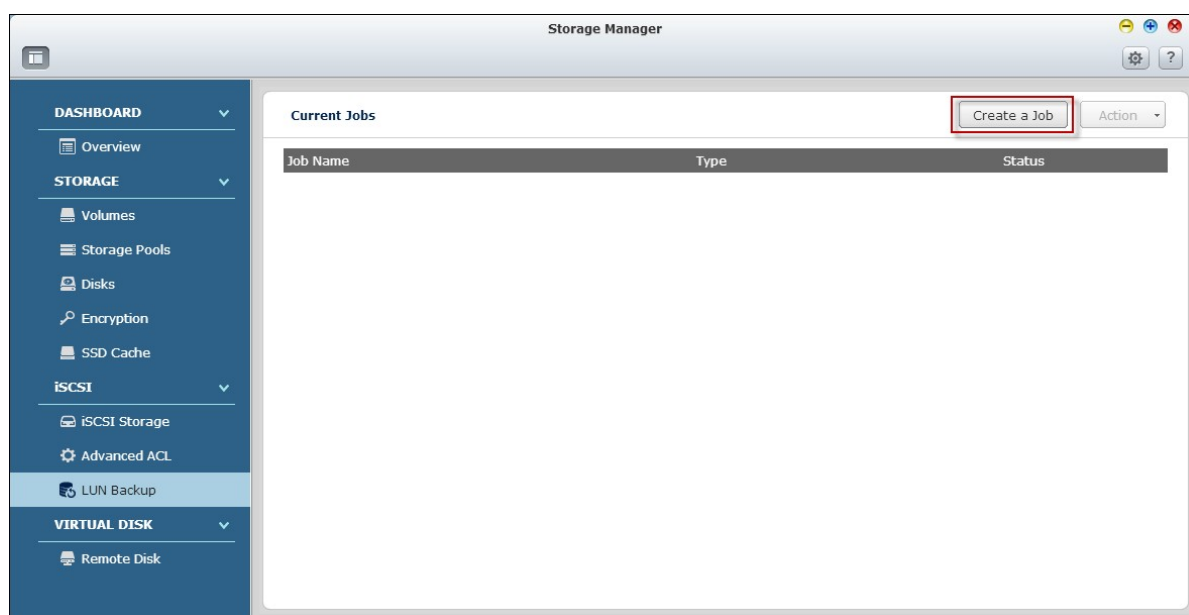 Storage Manager
?
DASHBOARD
Overview
STORAGE
Volumes
Storage Pools
Disks
Encryption
SSD Cache
iSCSI
iSCSI Storage
Advanced ACL
LUN Backup
VIRTUAL DISK
Remote Disk
Current Jobs
Create a Job
Action
Job Name Type Status